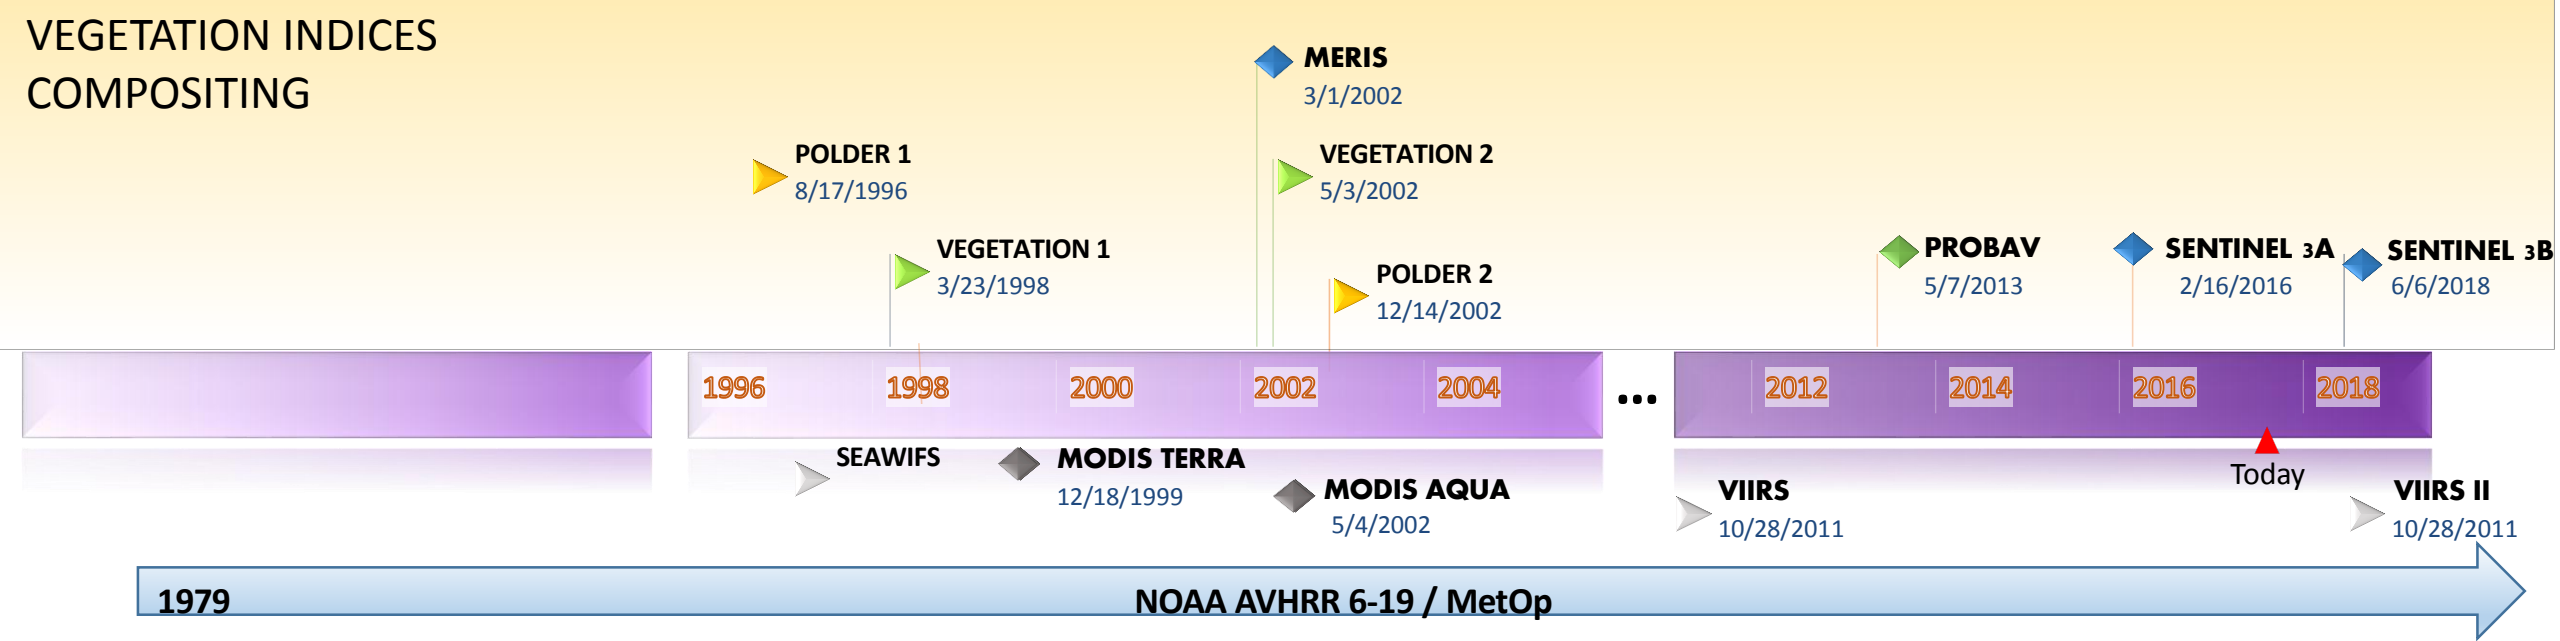 VEGETATION INDICES
COMPOSITING
MERIS
3/1/2002
POLDER 1
8/17/1996
VEGETATION 2
5/3/2002
VEGETATION 1
3/23/1998
POLDER 2
12/14/2002
PROBAV
5/7/2013
SENTINEL 3A
2/16/2016
SENTINEL 3B
6/6/2018
1996 1998 2000 2002 2004 ... 2012 2014 2016 2018
SEAWIFS
MODIS TERRA
12/18/1999
MODIS AQUA
5/4/2002
VIIRS
10/28/2011
Today
VIIRS II
10/28/2011
1979 NOAA AVHRR 6-19 / MetOp